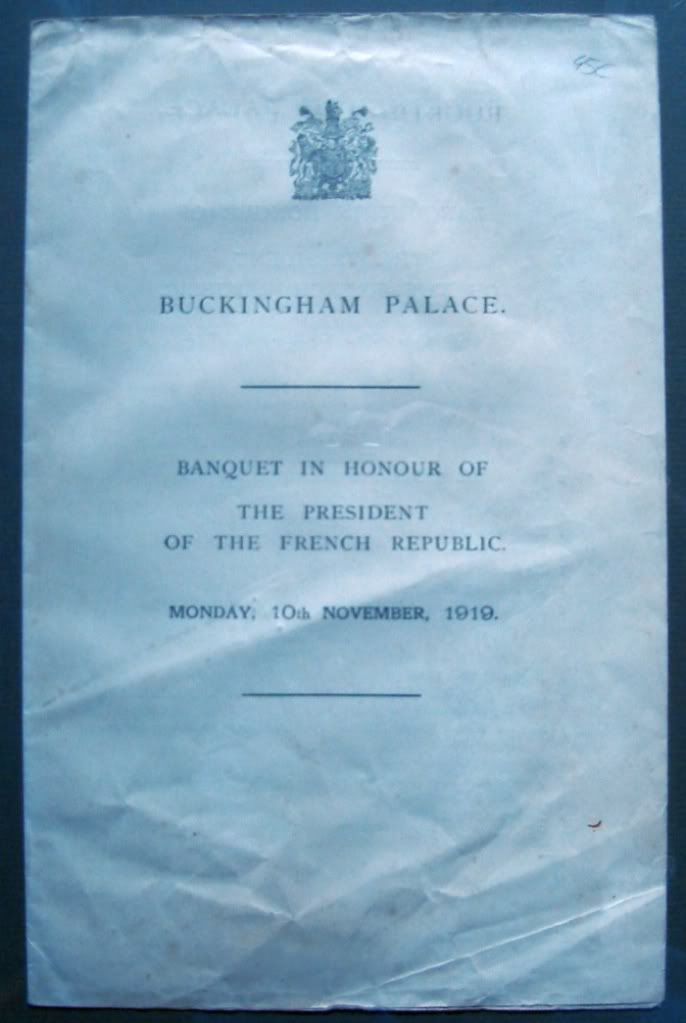 BUCKINGHAM PALACE.
BANQUET IN HONOUR OF
THE PRESIDENT
OF THE FRENCH REPUBLIC.
MONDAY, 10th NOVEMBER, 1919.